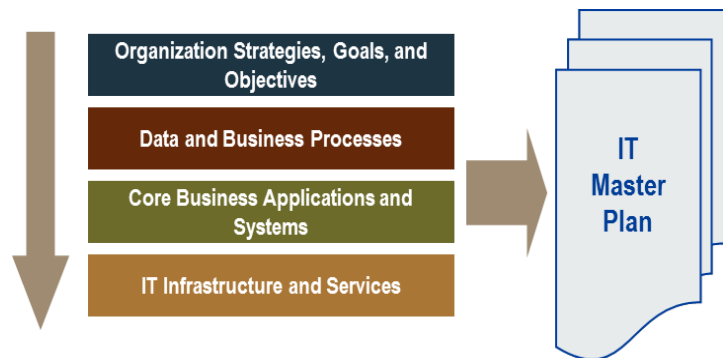 Organization Strategies, Goals, and
Objectives
Data and Business Processes
Core Business Applications and
Systems
IT Infrastructure and Services
IT
Master
Plan